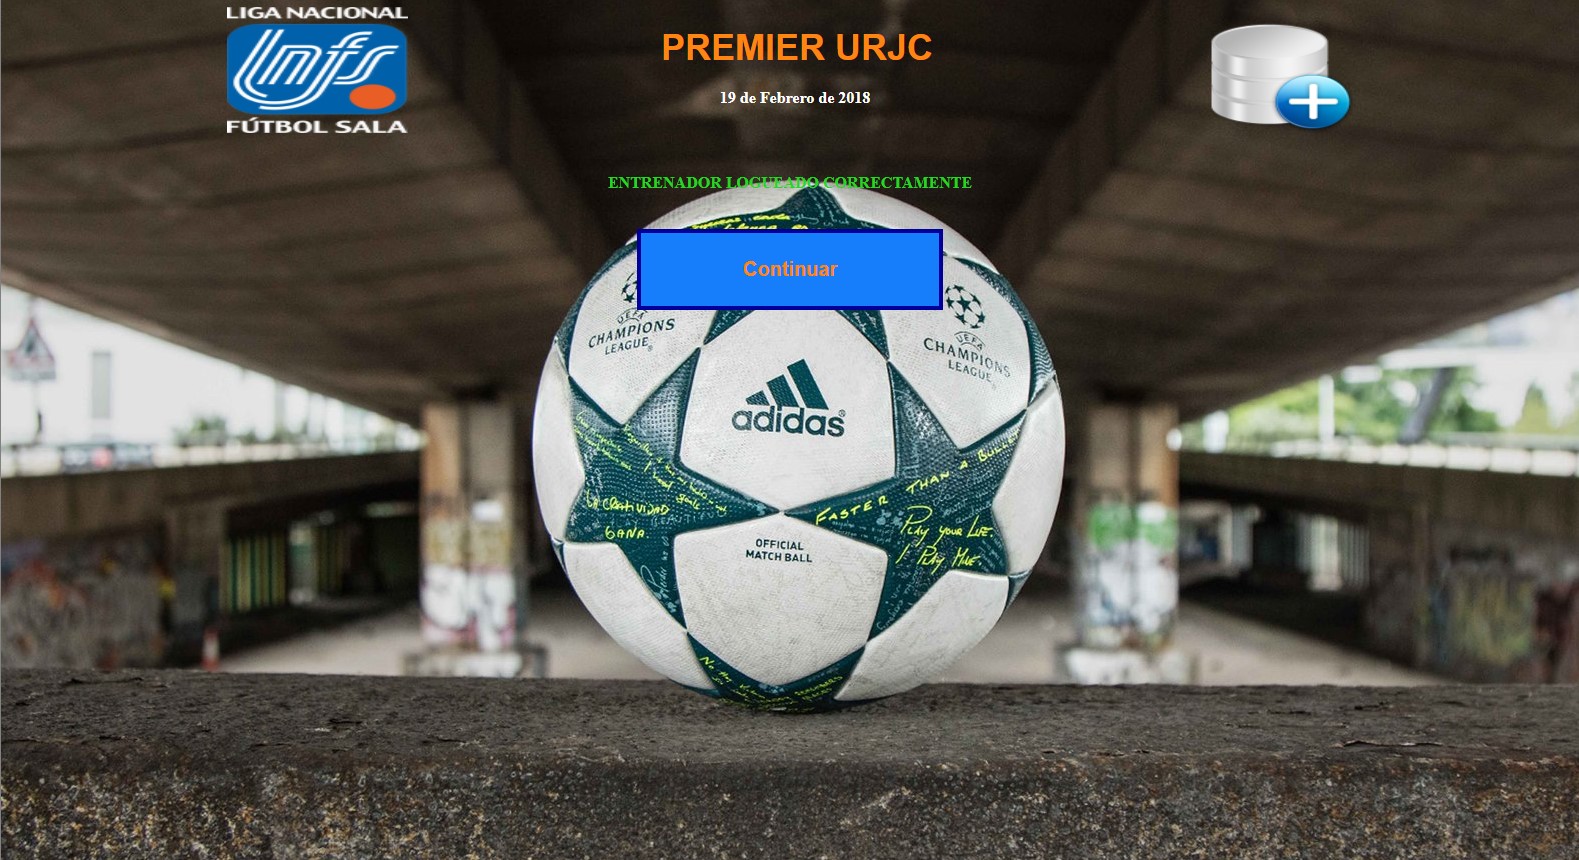 LIGA NACIONAL
lnfs
FÚTBOL SALA
PREMIER URJC
19 de Febrero de 2018
ENTRENADOR LOGUEADO CORRECTAMENTE
Continuar
UEFA
CHAMPIONS
LEAGUE®
UEFA
CHAMPIONS
LEAGUE
adidas®
LA CREATIVIDAD
GANA.
FASTER THAN A BULLET
PLAY YOUR LIFE.
I PLAY MINE.
OFFICIAL
MATCH BALL